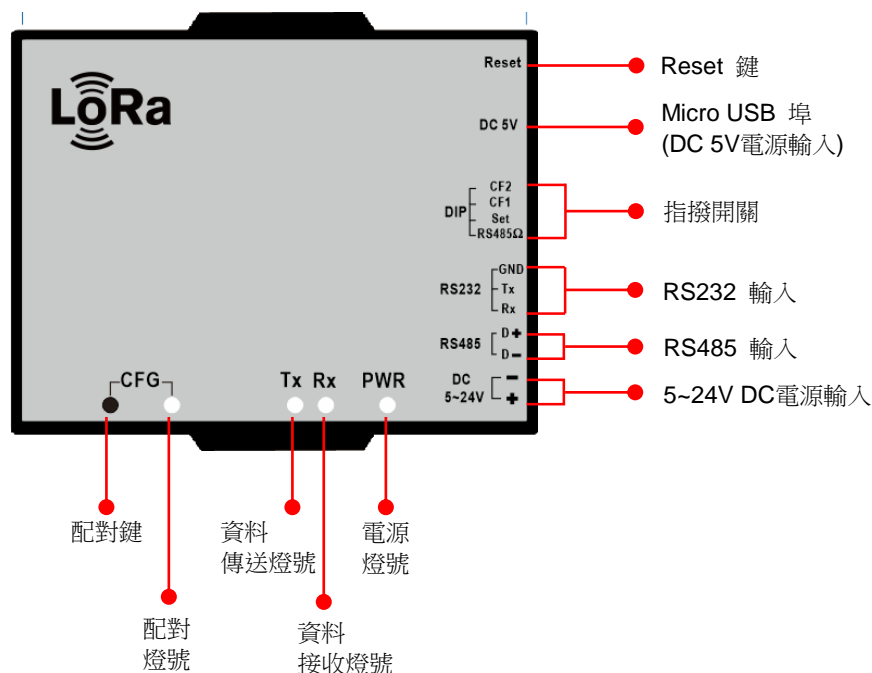 Reset
Reset 鍵
LoRa
DC 5V
Micro USB 埠
(DC 5V電源輸入)
DIP
CF2
CF1
Set
RS485Ω
指撥開關
RS232
GND
Tx
Rx
RS232 輸入
RS485
D+
D-
RS485 輸入
DC
5~24V
-
+
5~24V DC電源輸入
CFG
Tx Rx PWR
配對鍵
資料
傳送燈號
電源
燈號
配對
燈號
資料
接收燈號